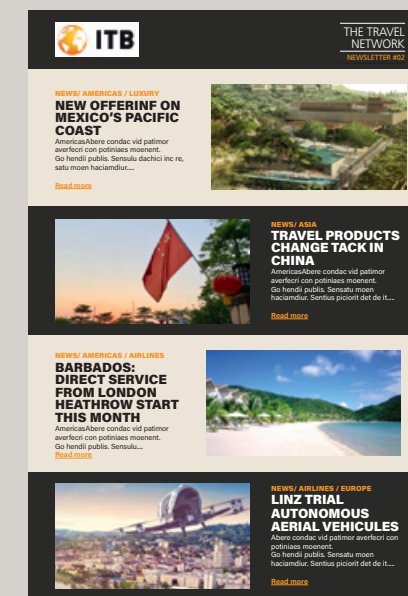 ITB
THE TRAVEL
NETWORK
NEWSLETTER #02
NEWS/ AMERICAS / LUXURY
NEW OFFERINF ON
MEXICO'S PACIFIC
COAST
AmericasAbere condac vid patimor
averfecri con potiniaes moenent.
Go hendii publis. Sensulu dachici inc re,
satu moen haciamdiur....
Read more
NEWS/ ASIA
TRAVEL PRODUCTS
CHANGE TACK IN
CHINA
AmericasAbere condac vid patimor
averfecri con potiniaes moenent.
Go hendii publis. Sensatu moen
haciamdiur. Sentius piciorit det de it.....
Read more
NEWS/ AMERICAS / AIRLINES
BARBADOS:
DIRECT SERVICE
FROM LONDON
HEATHROW START
THIS MONTH
AmericasAbere condac vid patimor
averfecri con potiniaes moenent.
Go hendii publis. Sensulu...
Read more
NEWS/ AIRLINES / EUROPE
LINZ TRIAL
AUTONOMOUS
AERIAL VEHICULES
Abere condac vid patimor averfecri con
potiniaes moenent.
Go hendii publis. Sensatu moen
haciamdiur. Sentius piciorit det de it.....
Read more